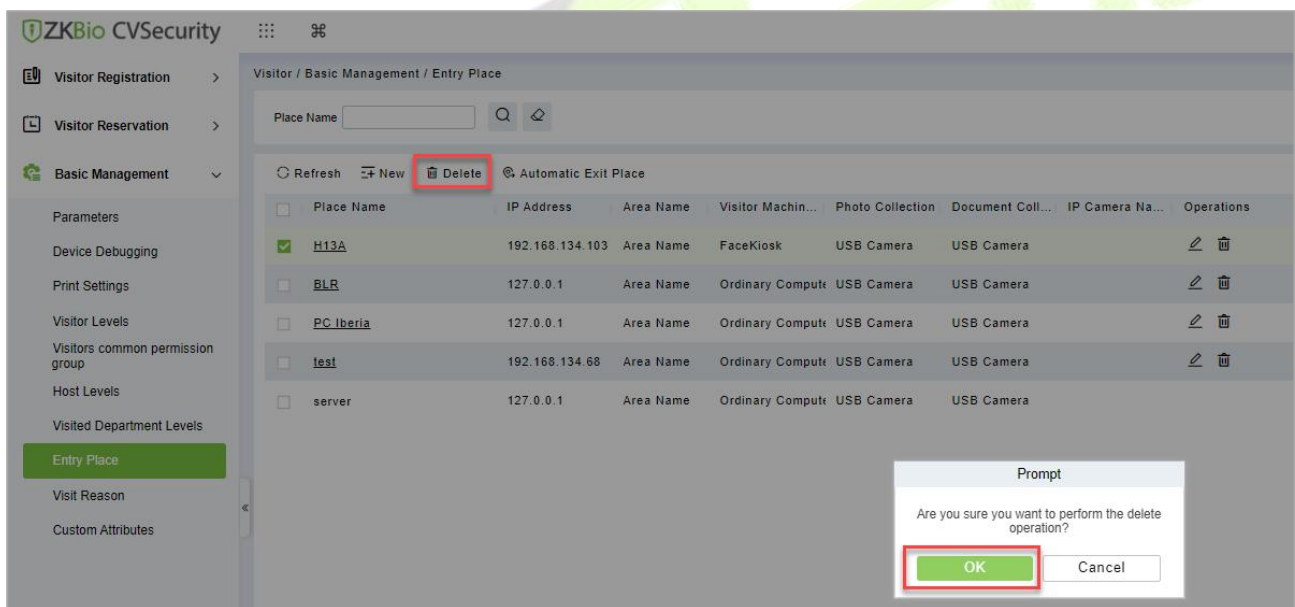 ZKBio CVSecurity
Visitor Registration
Visitor Reservation
Basic Management
Parameters
Device Debugging
Print Settings
Visitor Levels
Visitors common permission
group
Host Levels
Visited Department Levels
Entry Place
Visit Reason
Custom Attributes
Visitor / Basic Management / Entry Place
Place Name
Refresh New Delete Automatic Exit Place
Place Name IP Address Area Name Visitor Machin... Photo Collection Document Coll... IP Camera Na... Operations
H13A 192.168.134.103 Area Name FaceKiosk USB Camera USB Camera
BLR 127.0.0.1 Area Name Ordinary Compute USB Camera USB Camera
PC Iberia 127.0.0.1 Area Name Ordinary Compute USB Camera USB Camera
test 192.168.134.68 Area Name Ordinary Compute USB Camera USB Camera
server 127.0.0.1 Area Name Ordinary Compute USB Camera USB Camera
Prompt
Are you sure you want to perform the delete
operation?
OK Cancel